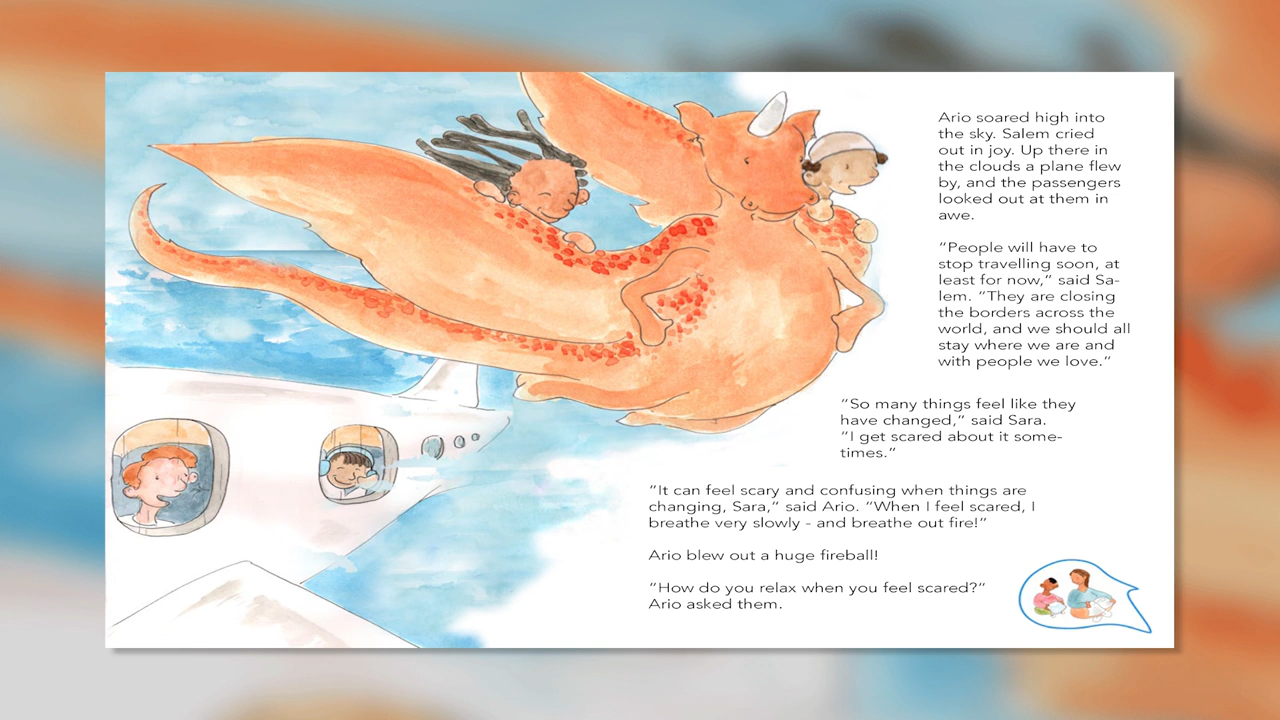 Ario soared high into
the sky. Salem cried
out in joy. Up there in
the clouds a plane flew
by, and the passengers
looked out at them in
awe.
“People will have to
stop travelling soon, at
least for now,” said Sa-
lem. “They are closing
the borders across the
world, and we should all
stay where we are and
with people we love.”
“So many things feel like they
have changed,” said Sara.
“I get scared about it some-
times.”
“It can feel scary and confusing when things are
changing, Sara,” said Ario. “When I feel scared, I
breathe very slowly - and breathe out fire!”
Ario blew out a huge fireball!
“How do you relax when you feel scared?”
Ario asked them.